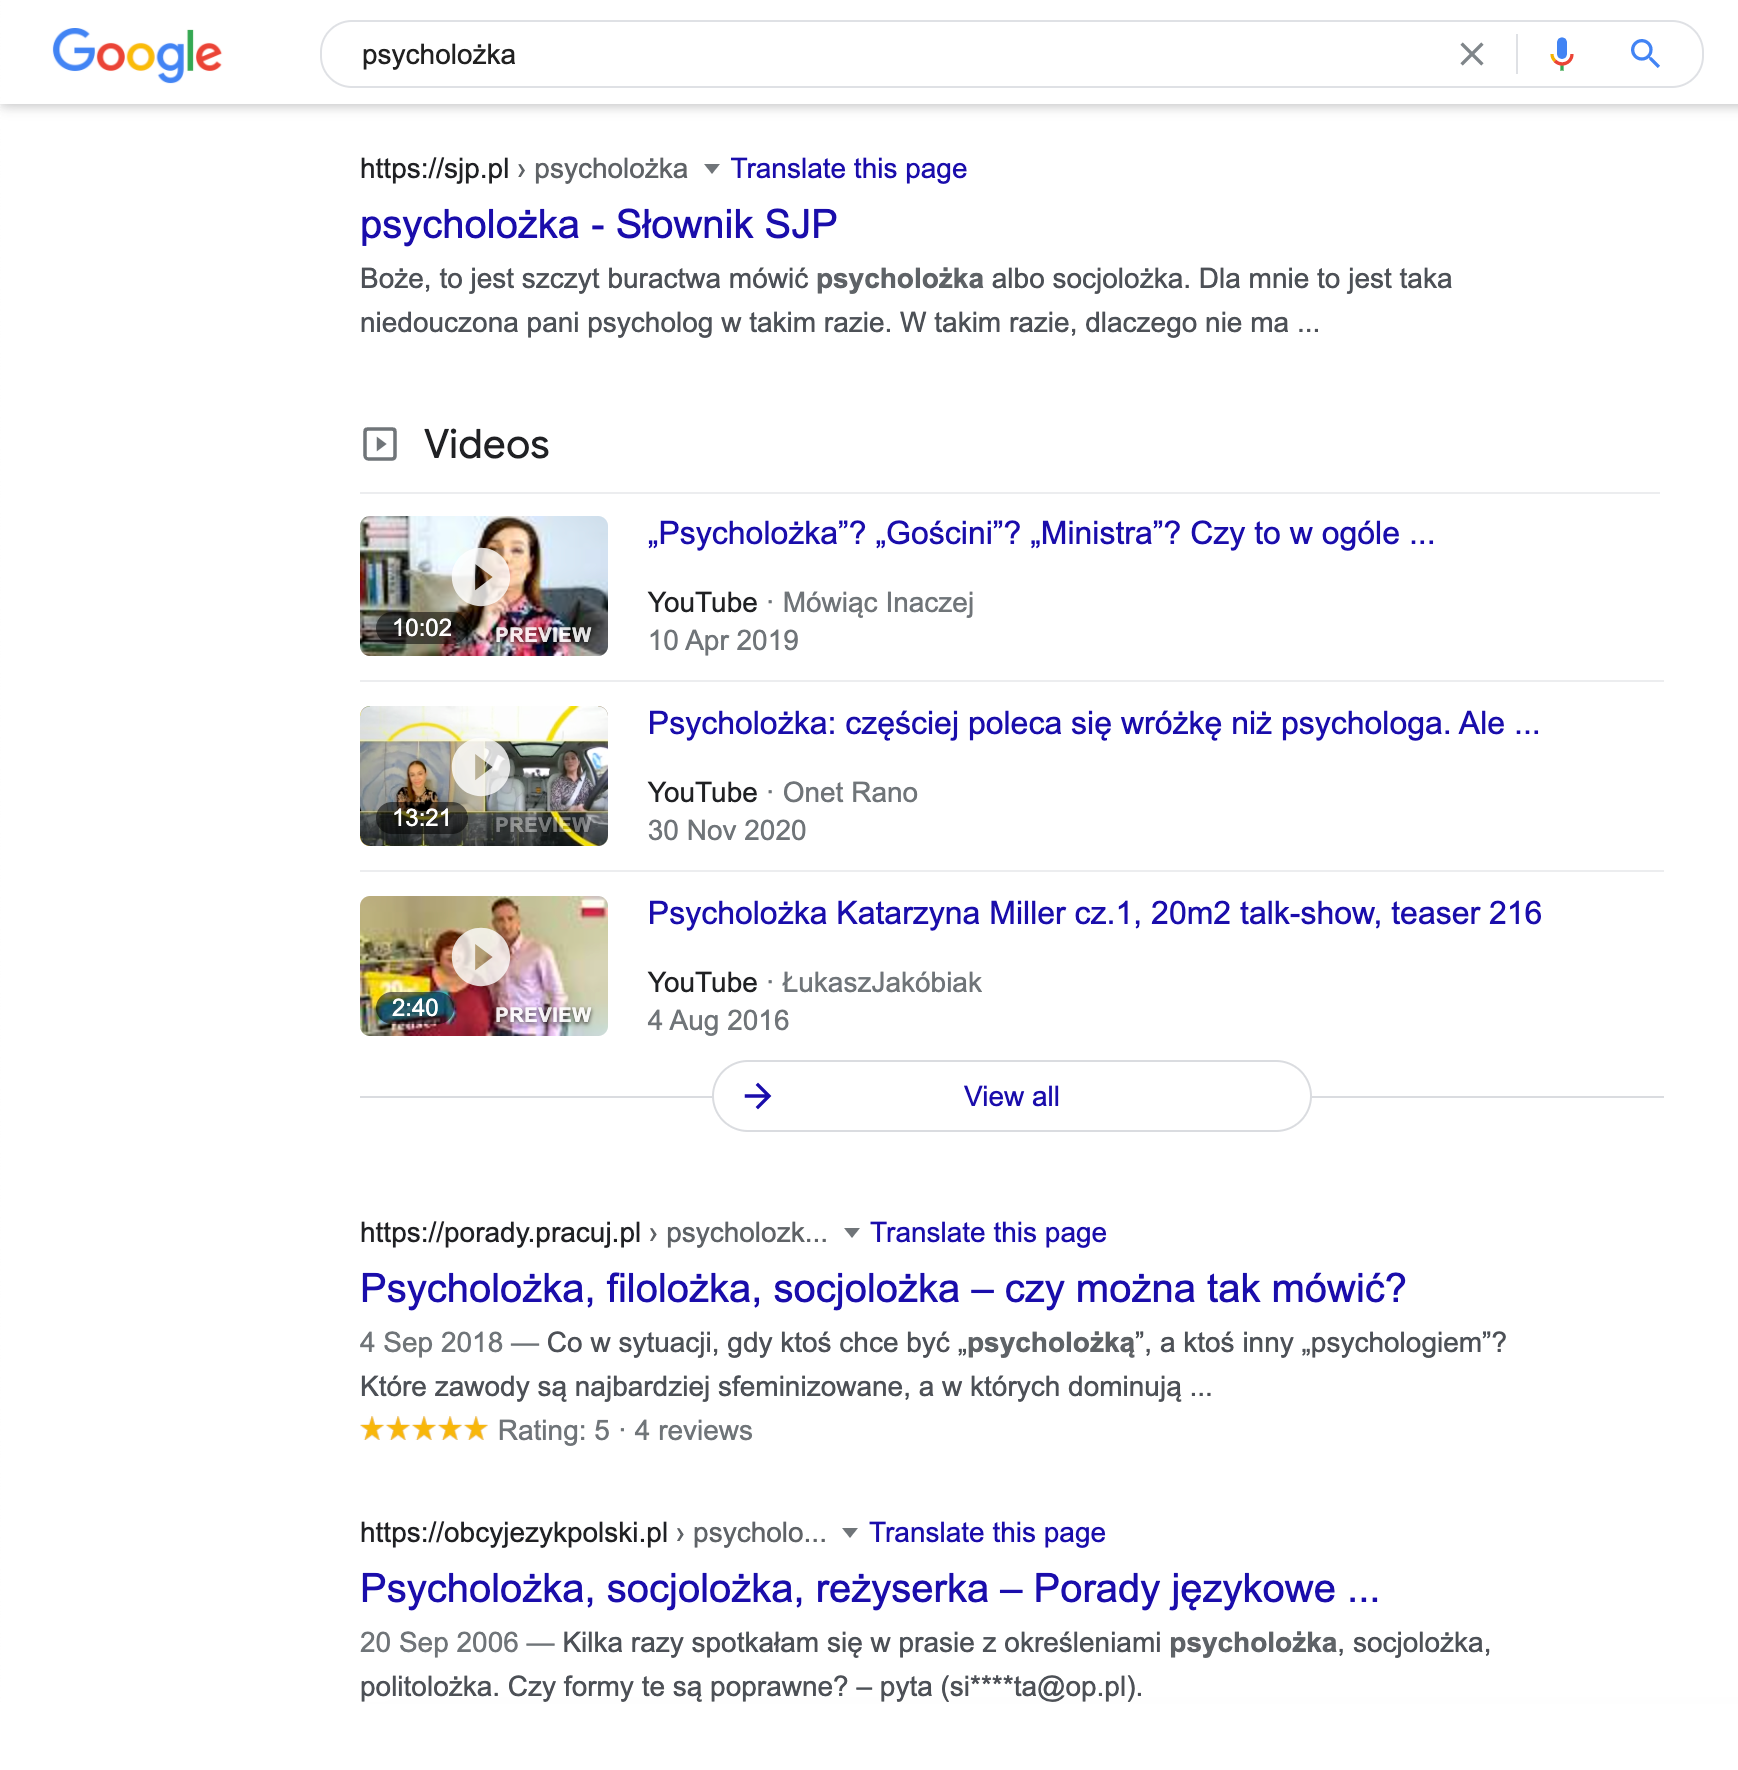 Google
psycholożka
https://sjp.pl › psycholożka Translate this page
psycholożka - Słownik SJP
Boże, to jest szczyt buractwa mówić psycholożka albo socjolożka. Dla mnie to jest taka
niedouczona pani psycholog w takim razie. W takim razie, dlaczego nie ma ...
Videos
„Psycholożka”? „Gościni”? „Ministra”? Czy to w ogóle ...
YouTube · Mówiąc Inaczej
10 Apr 2019
10:02
PREVIEW
Psycholożka: częściej poleca się wróżkę niż psychologa. Ale ...
YouTube · Onet Rano
30 Nov 2020
13:21
PREVIEW
Psycholożka Katarzyna Miller cz.1, 20m2 talk-show, teaser 216
YouTube · ŁukaszJakóbiak
4 Aug 2016
2:40
PREVIEW
View all
https://porady.pracuj.pl › psycholozk... Translate this page
Psycholożka, filolożka, socjolożka – czy można tak mówić?
4 Sep 2018 — Co w sytuacji, gdy ktoś chce być „psycholożką”, a ktoś inny „psychologiem”?
Które zawody są najbardziej sfeminizowane, a w których dominują ...
★★★★★ Rating: 5 · 4 reviews
https://obcyjezykpolski.pl › psycholo... Translate this page
Psycholożka, socjolożka, reżyserka – Porady językowe ...
20 Sep 2006 — Kilka razy spotkałam się w prasie z określeniami psycholożka, socjolożka,
politolożka. Czy formy te są poprawne? – pyta (si****ta@op.pl).